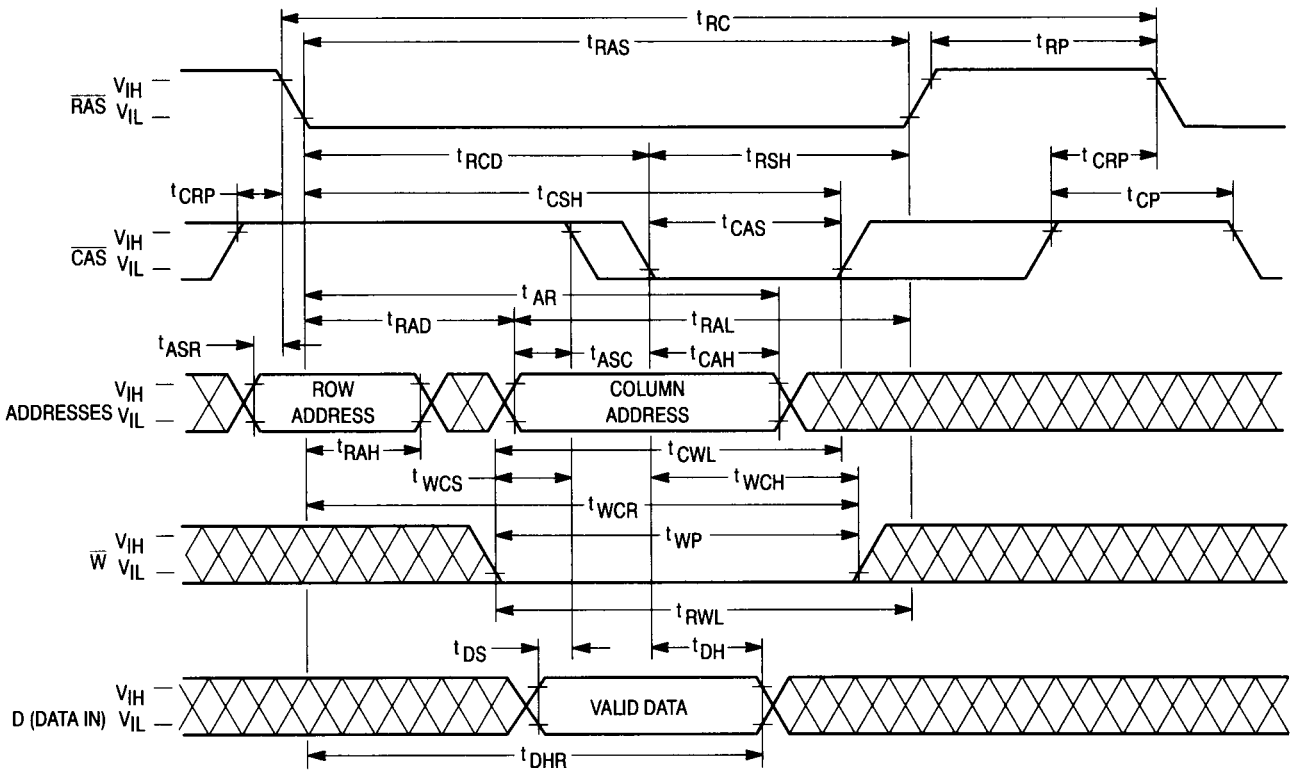 tRC
tRAS
tRP
VIH
RAS
VIL
tRCD
tRSH
tCRP
tCRP
tCSH
tCP
tCAS
VIH
CAS
VIL
tAR
tRAD
tRAL
tASR
tASC
tCAH
VIH
ADDRESSES
VIL
ROW
ADDRESS
COLUMN
ADDRESS
tRAH
tCWL
tWCS
tWCH
tWCR
VIH
W
VIL
tWP
tRWL
tDS
tDH
VIH
D (DATA IN) VIL
VALID DATA
tDHR